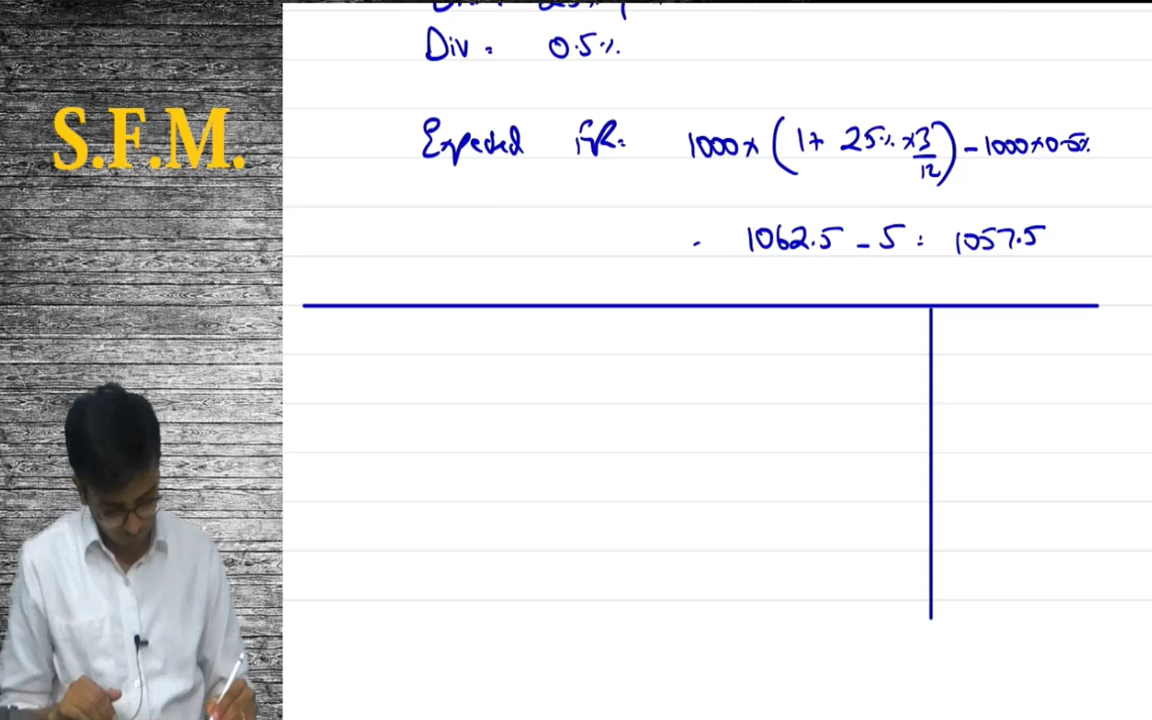 S.F.M.
Div = 0.5%
Expected FR = 1000 x ( 1 + 25% x 3/12 ) - 1000 x 0.5%
= 1062.5 - 5 = 1057.5